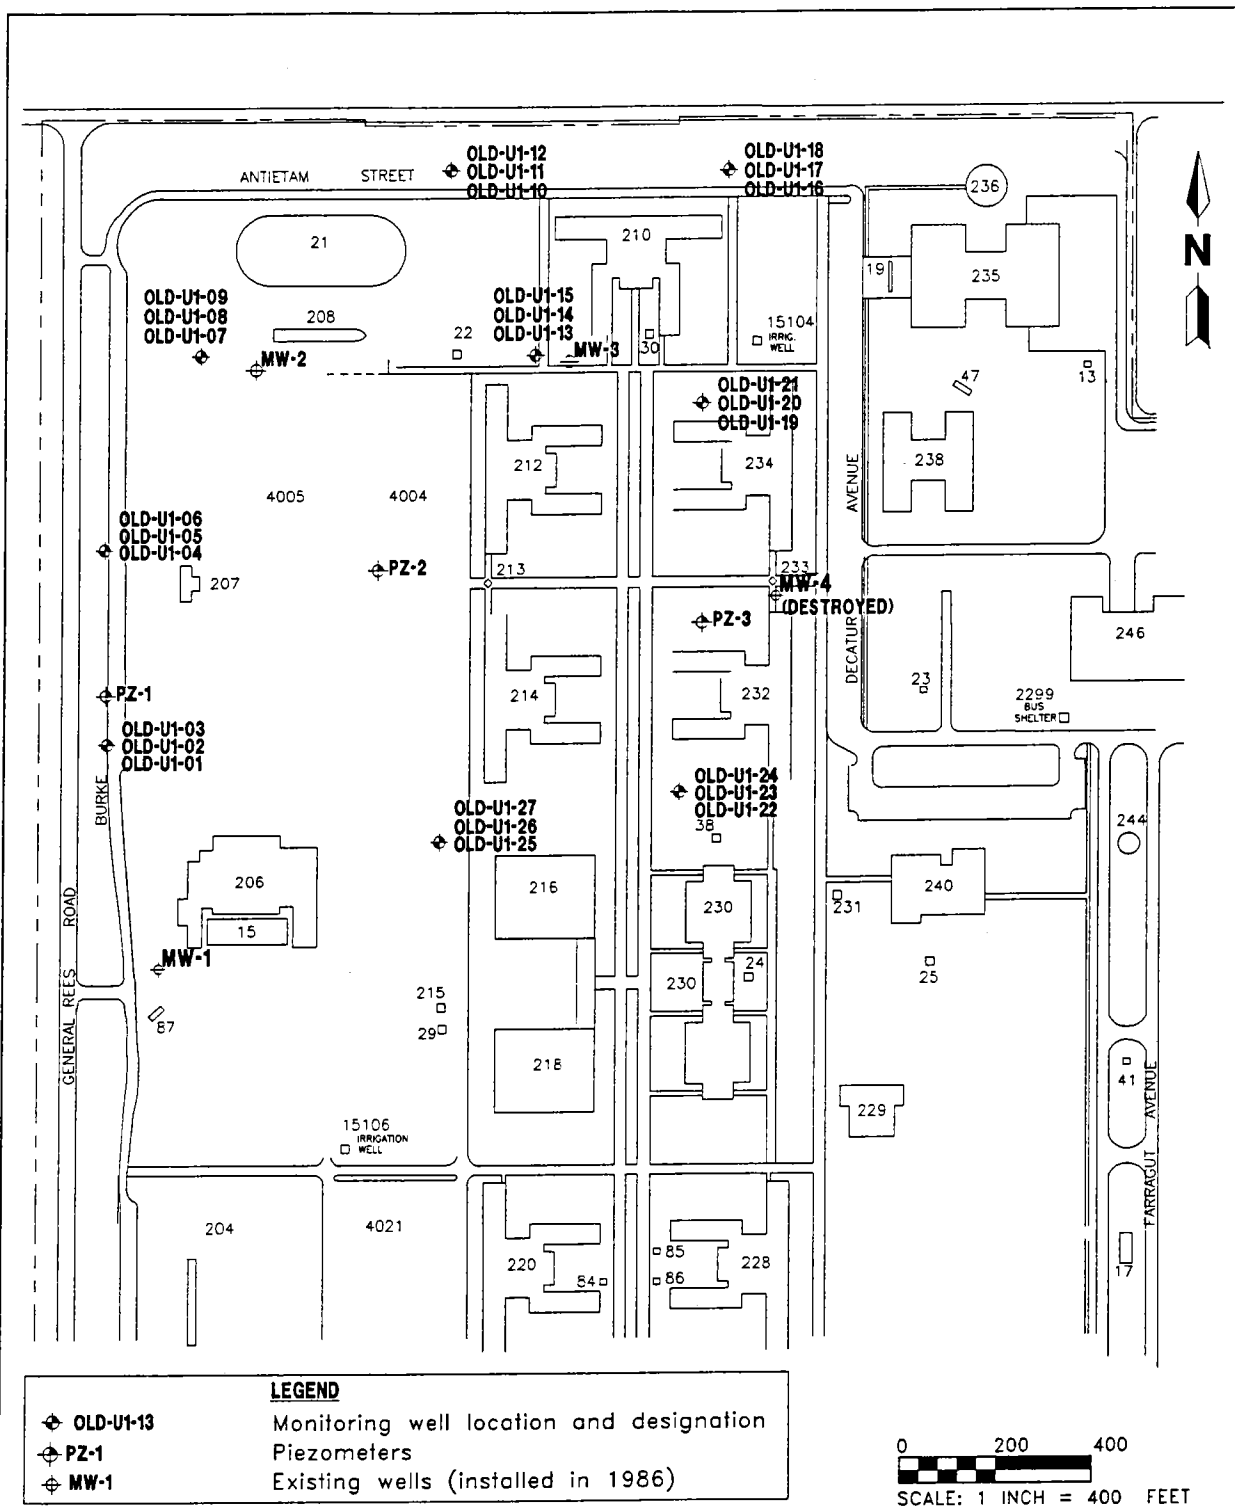 OLD-U1-12
OLD-U1-11
OLD-U1-10
OLD-U1-18
OLD-U1-17
OLD-U1-16
ANTIETAM STREET
236
N
21
210
19
235
OLD-U1-09
OLD-U1-08
OLD-U1-07
208
OLD-U1-15
OLD-U1-14
OLD-U1-13
22
30
15104
IRRIG.
WELL
MW-2
MW-3
47
13
OLD-U1-21
OLD-U1-20
OLD-U1-19
212
234
238
4005
4004
AVENUE
OLD-U1-06
OLD-U1-05
OLD-U1-04
207
PZ-2
213
233
MW-4
(DESTROYED)
PZ-3
246
DECATUR
PZ-1
214
232
23
2299
BUS
SHELTER
OLD-U1-03
OLD-U1-02
OLD-U1-01
BURKE
OLD-U1-24
OLD-U1-23
OLD-U1-22
38
OLD-U1-27
OLD-U1-26
OLD-U1-25
244
206
15
216
230
231
240
GENERAL REES ROAD
MW-1
230
24
25
215
29
87
218
41
229
15106
IRRIGATION
WELL
FARRAGUT AVENUE
204
4021
220
84
85
86
228
17
LEGEND
OLD-U1-13 Monitoring well location and designation
PZ-1 Piezometers
MW-1 Existing wells (installed in 1986)
0 200 400
SCALE: 1 INCH = 400 FEET